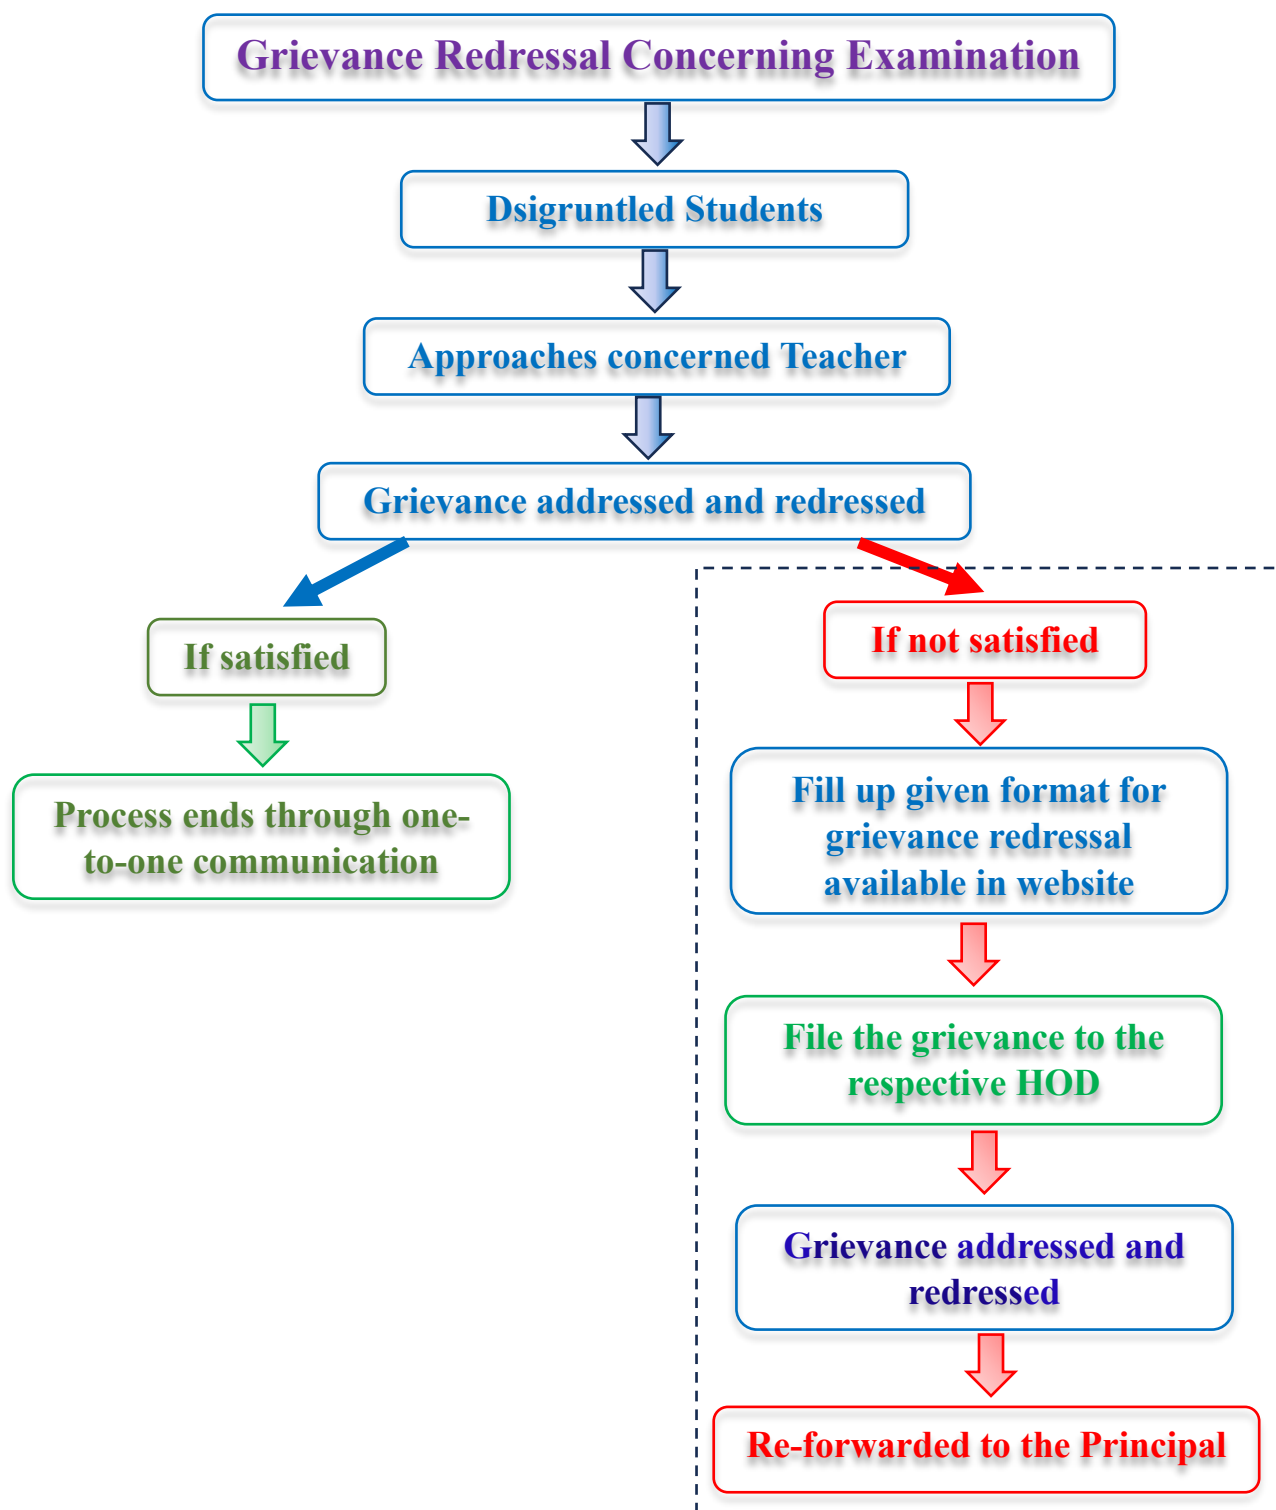 Grievance Redressal Concerning Examination
Dsigruntled Students
Approaches concerned Teacher
Grievance addressed and redressed
If satisfied
Process ends through one-
to-one communication
If not satisfied
Fill up given format for
grievance redressal
available in website
File the grievance to the
respective HOD
Grievance addressed and
redressed
Re-forwarded to the Principal